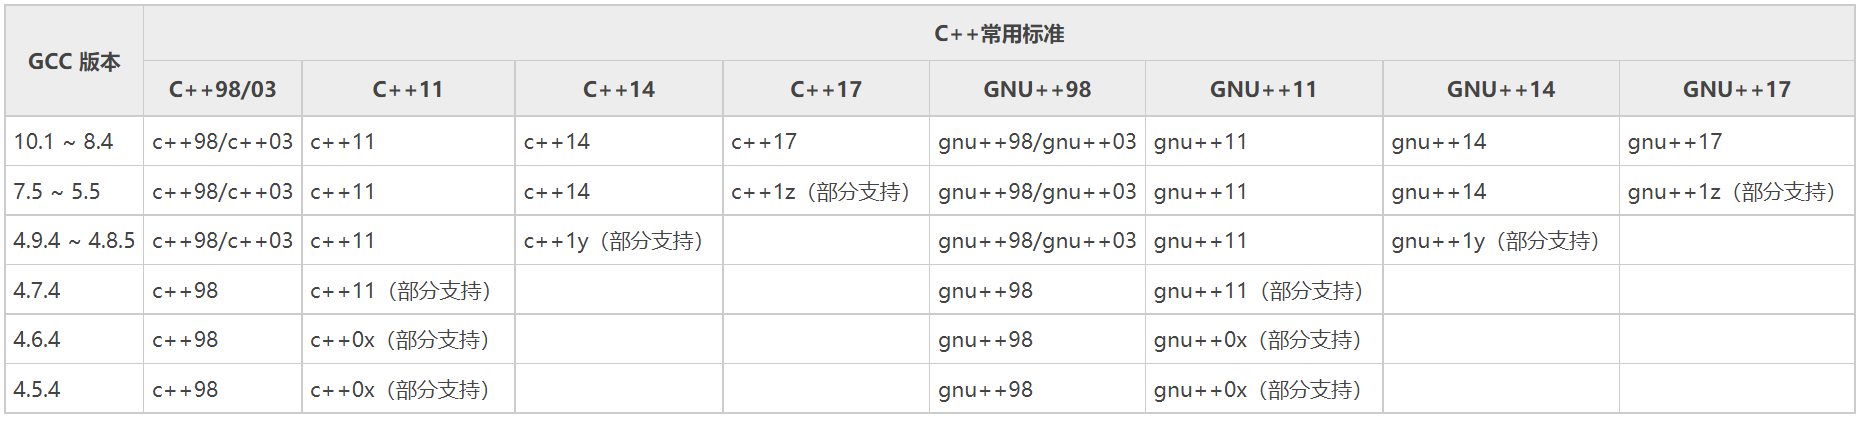 GCC 版本 C++常用标准
C++98/03 C++11 C++14 C++17 GNU++98 GNU++11 GNU++14 GNU++17
10.1 ~ 8.4 c++98/c++03 c++11 c++14 c++17 gnu++98/gnu++03 gnu++11 gnu++14 gnu++17
7.5 ~ 5.5 c++98/c++03 c++11 c++14 c++1z（部分支持） gnu++98/gnu++03 gnu++11 gnu++14 gnu++1z（部分支持）
4.9.4 ~ 4.8.5 c++98/c++03 c++11 c++1y（部分支持） gnu++98/gnu++03 gnu++11 gnu++1y（部分支持）
4.7.4 c++98 c++11（部分支持） gnu++98 gnu++11（部分支持）
4.6.4 c++98 c++0x（部分支持） gnu++98 gnu++0x（部分支持）
4.5.4 c++98 c++0x（部分支持） gnu++98 gnu++0x（部分支持）